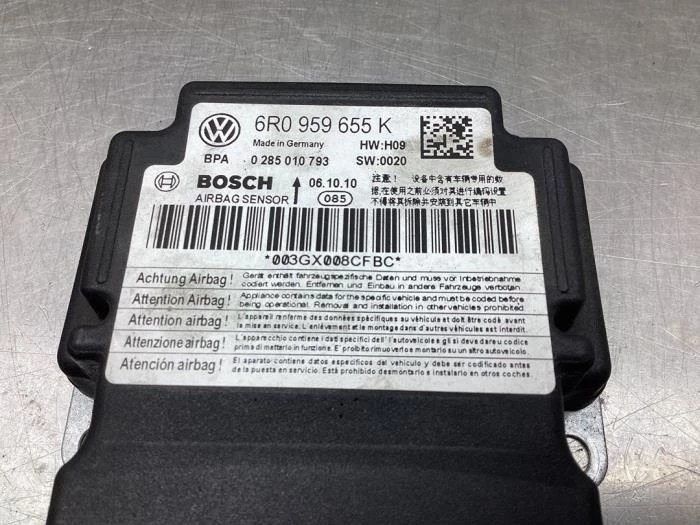 VW 6R0 959 655 K
Made in Germany HW:H09
BPA 0 285 010 793 SW:0020
BOSCH 06.10.10
AIRBAG SENSOR 085
注意! 设备中含有车辆专用的数
据,在使用之前必须对其进行编码设置
不得将其拆除并安装到其它车辆中
*003GX008CFBC*
Achtung Airbag! Gerät enthält fahrzeugspezifische Daten und muss vor Inbetriebnahme
codiert werden. Entfernen und Einbau in andere Fahrzeuge verboten.
Attention Airbag! Appliance contains data for the specific vehicle and must be coded before
being operational. Removal and installation in other vehicles prohibited.
Attention airbag! L'appareil renferme des données spécifiques au véhicule et doit être codé avant
la mise en service. L'enlèvement et le montage dans d'autres véhicules est interdit.
Attenzione airbag! L'apparecchio contiene i dati specifici dell'l'autoveicolo e gli si deve dare u codice
prima di metterlo in funzione. E' proibito rimuoverlo e montarlo su un altro autoveicolo.
Atención airbag! El aparato contiene datos específicos del vehículo y debe ser codificado antes
de la puesta en servicio. Está prohibido desmontarlo e instalarlo en otros coches.